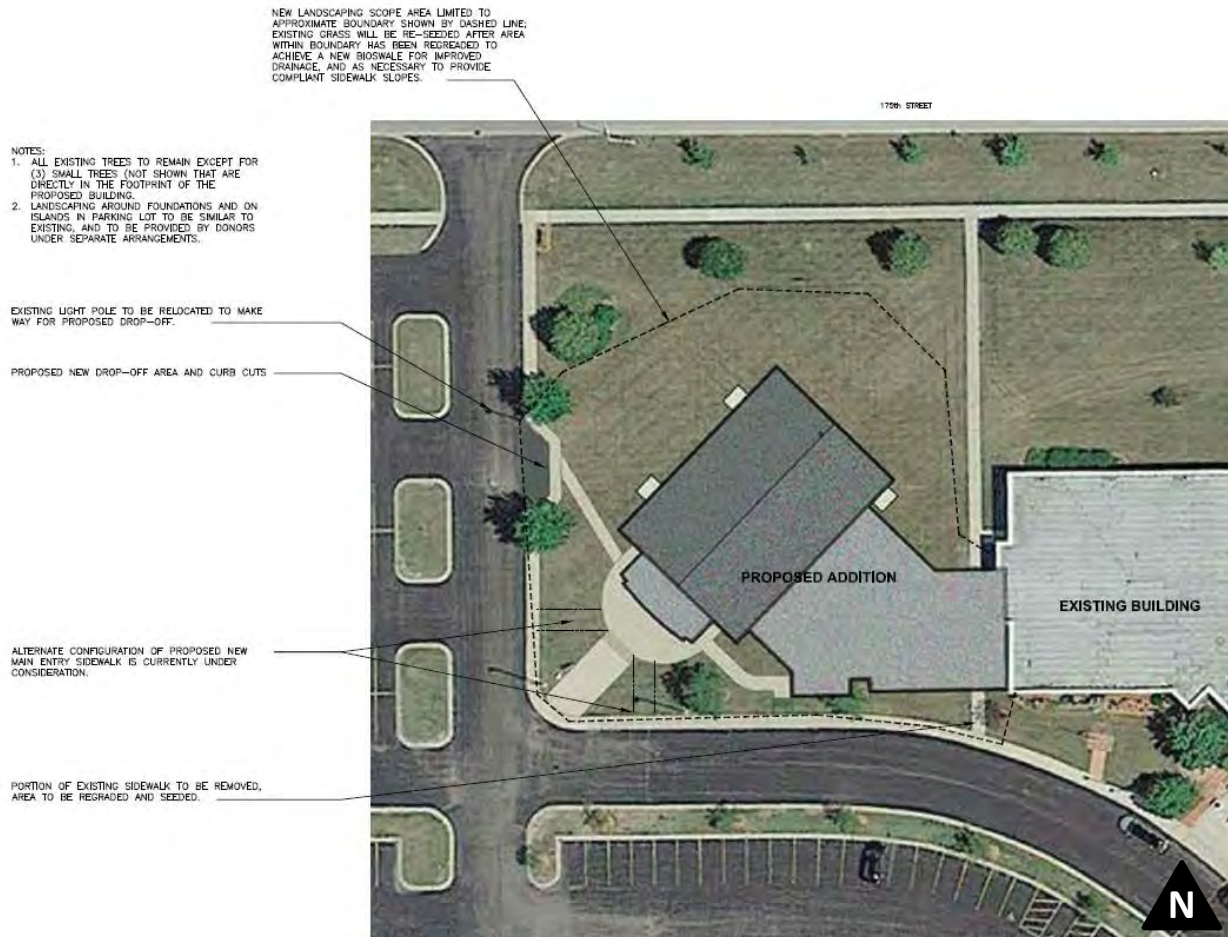 NEW LANDSCAPING SCOPE AREA LIMITED TO
APPROXIMATE BOUNDARY SHOWN BY DASHED LINE;
EXISTING GRASS WILL BE RE-SEEDED AFTER AREA
WITHIN BOUNDARY HAS BEEN REGREADED TO
ACHIEVE A NEW BIOSWALE FOR IMPROVED
DRAINAGE, AND AS NECESSARY TO PROVIDE
COMPLIANT SIDEWALK SLOPES.
175th STREET
NOTES:
1. ALL EXISTING TREES TO REMAIN EXCEPT FOR
(3) SMALL TREES (NOT SHOWN THAT ARE
DIRECTLY IN THE FOOTPRINT OF THE
PROPOSED BUILDING.
2. LANDSCAPING AROUND FOUNDATIONS AND ON
ISLANDS IN PARKING LOT TO BE SIMILAR TO
EXISTING, AND TO BE PROVIDED BY DONORS
UNDER SEPARATE ARRANGEMENTS.
EXISTING LIGHT POLE TO BE RELOCATED TO MAKE
WAY FOR PROPOSED DROP-OFF.
PROPOSED NEW DROP-OFF AREA AND CURB CUTS
PROPOSED ADDITION
EXISTING BUILDING
ALTERNATE CONFIGURATION OF PROPOSED NEW
MAIN ENTRY SIDEWALK IS CURRENTLY UNDER
CONSIDERATION.
PORTION OF EXISTING SIDEWALK TO BE REMOVED,
AREA TO BE REGRADED AND SEEDED.
N